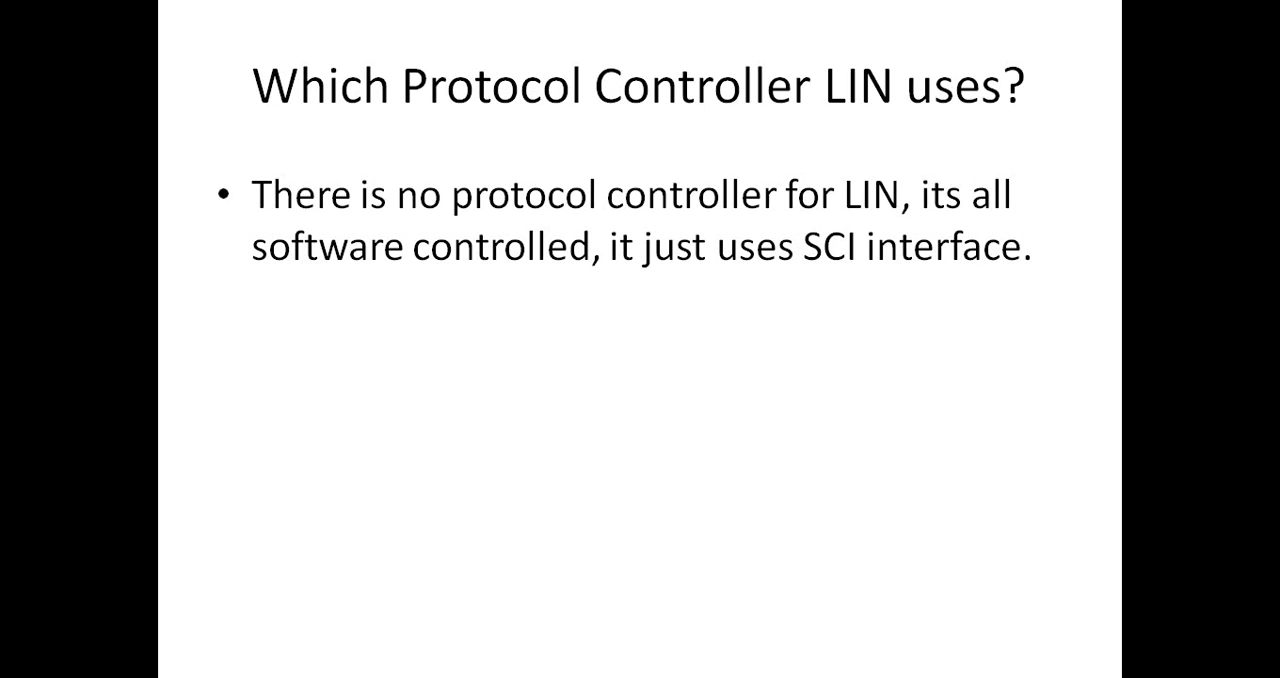 Which Protocol Controller LIN uses?
• There is no protocol controller for LIN, its all
software controlled, it just uses SCI interface.